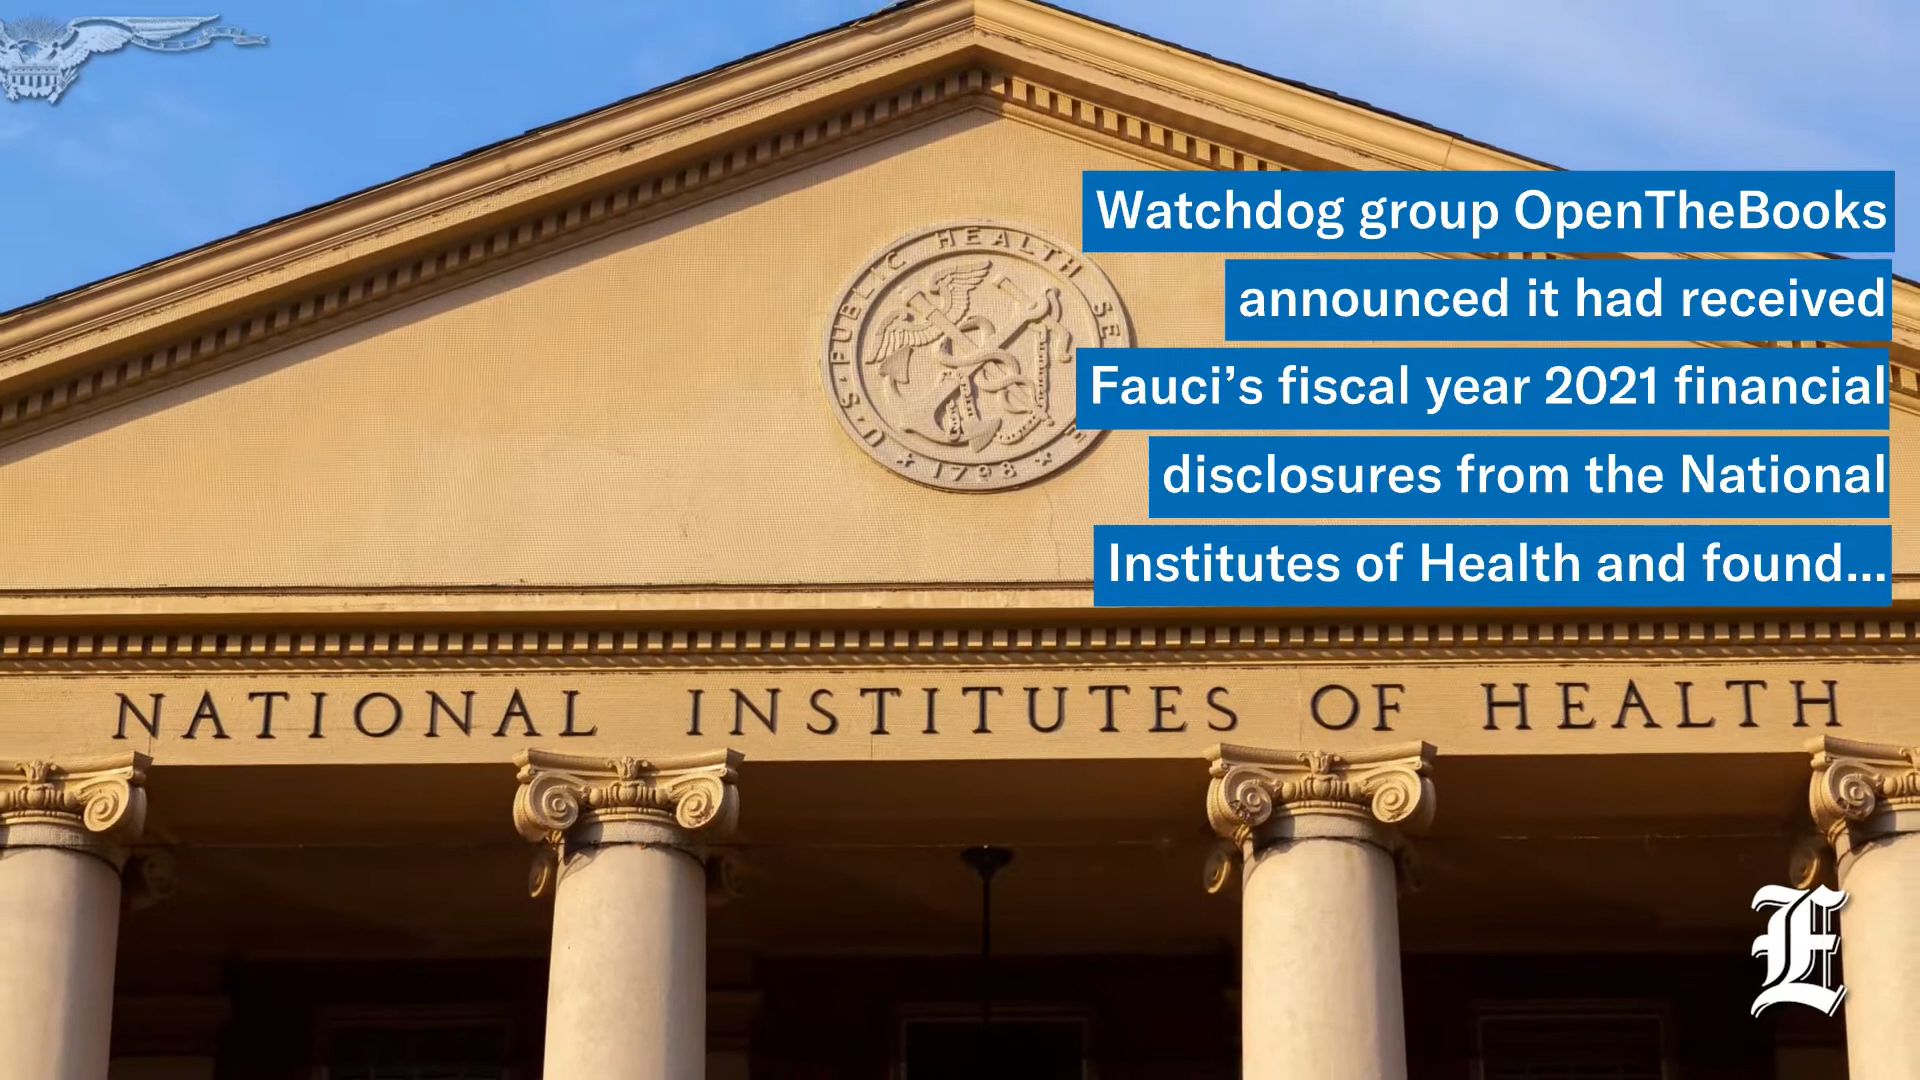 Watchdog group OpenTheBooks
announced it had received
Fauci’s fiscal year 2021 financial
disclosures from the National
Institutes of Health and found...
U·S·PUBLIC HEALTH SE
★ 1798 ★
NATIONAL INSTITUTES OF HEALTH
E